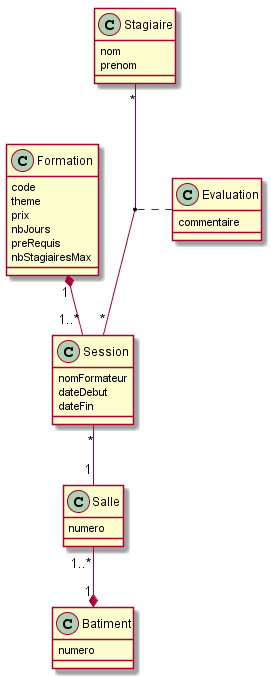 C Stagiaire
nom
prenom
*
C Formation
code
theme
prix
nbJours
preRequis
nbStagiairesMax
C Evaluation
commentaire
1
1..*
*
C Session
nomFormateur
dateDebut
dateFin
*
1
C Salle
numero
1..*
1
C Batiment
numero